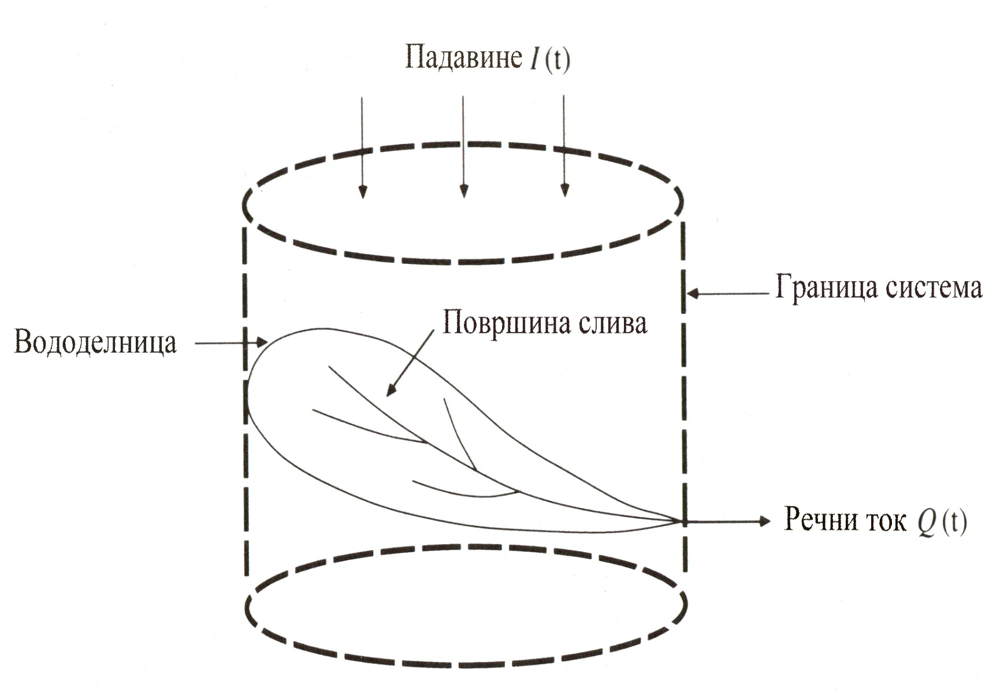 Падавине I (t)
Граница система
Површина слива
Вододелница
Речни ток Q (t)